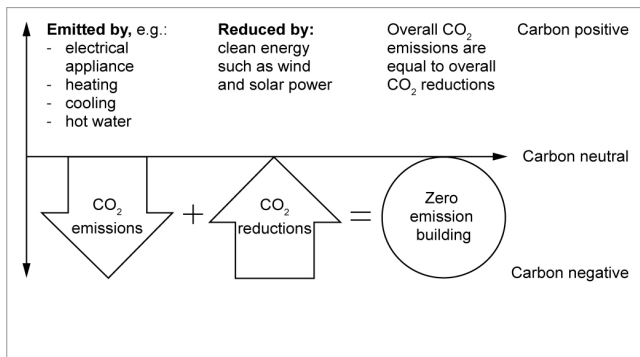 Emitted by, e.g.:
- electrical
appliance
- heating
- cooling
- hot water
Reduced by:
clean energy
such as wind
and solar power
Overall CO₂
emissions are
equal to overall
CO₂ reductions
Carbon positive
Carbon neutral
CO₂
emissions
+
CO₂
reductions
=
Zero
emission
building
Carbon negative